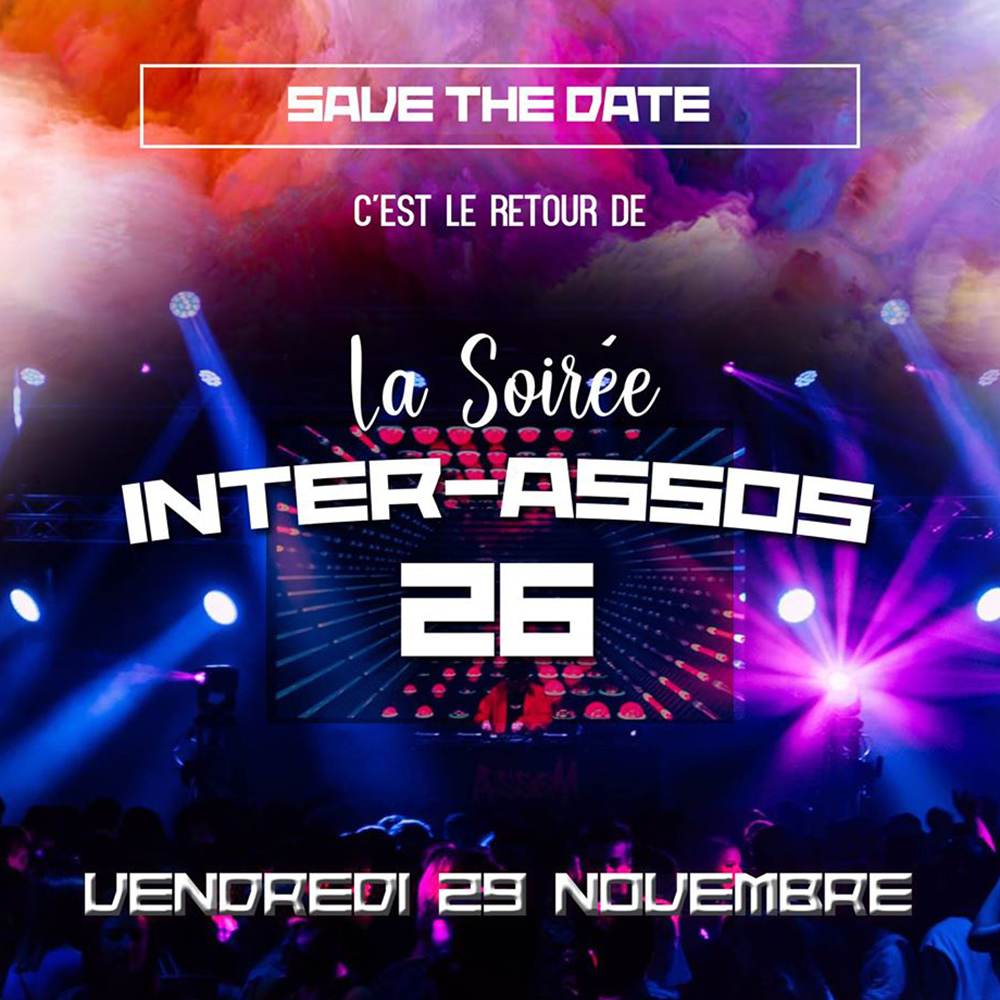 SAVE THE DATE
C'EST LE RETOUR DE
La Soirée
INTER-ASSOS
26
VENDREDI 29 NOVEMBRE